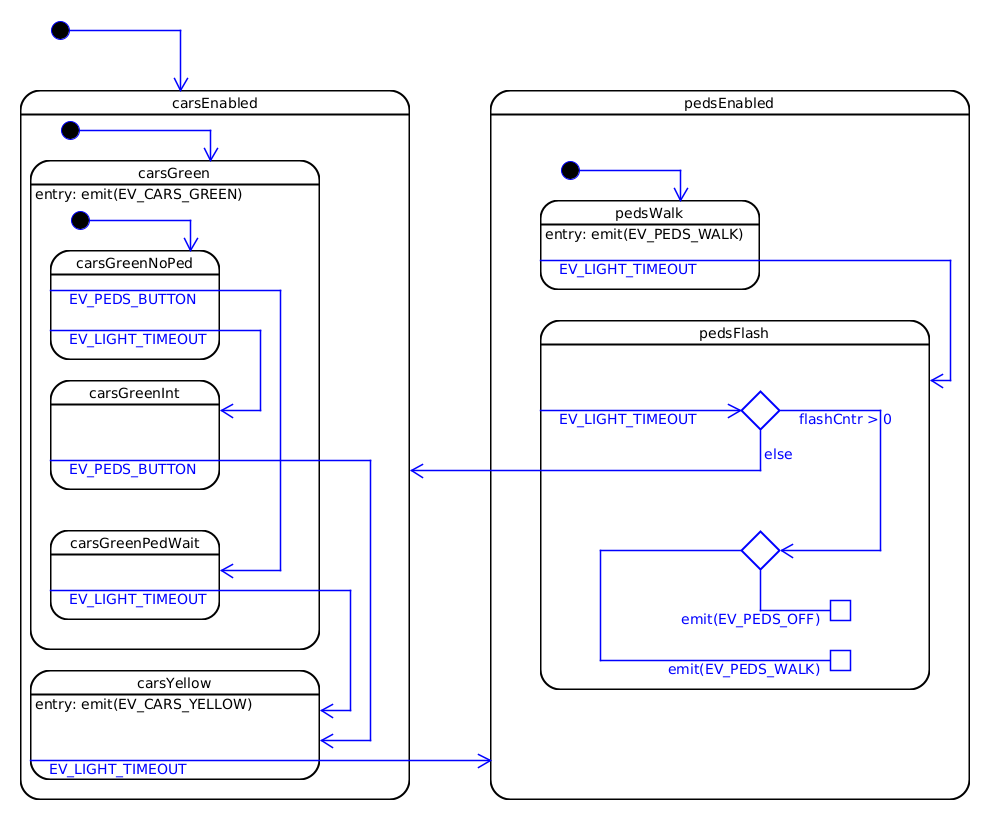 carsEnabled
carsGreen
entry: emit(EV_CARS_GREEN)
carsGreenNoPed
EV_PEDS_BUTTON
EV_LIGHT_TIMEOUT
carsGreenInt
EV_PEDS_BUTTON
carsGreenPedWait
EV_LIGHT_TIMEOUT
carsYellow
entry: emit(EV_CARS_YELLOW)
EV_LIGHT_TIMEOUT
pedsEnabled
pedsWalk
entry: emit(EV_PEDS_WALK)
EV_LIGHT_TIMEOUT
pedsFlash
EV_LIGHT_TIMEOUT
flashCntr > 0
else
emit(EV_PEDS_OFF)
emit(EV_PEDS_WALK)